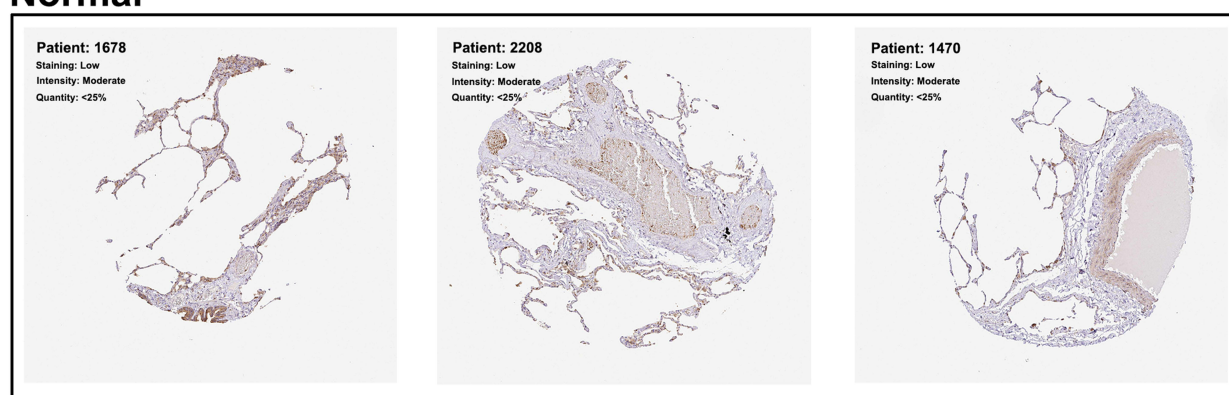 Normal
Patient: 1678
Staining: Low
Intensity: Moderate
Quantity: <25%
Patient: 2208
Staining: Low
Intensity: Moderate
Quantity: <25%
Patient: 1470
Staining: Low
Intensity: Moderate
Quantity: <25%